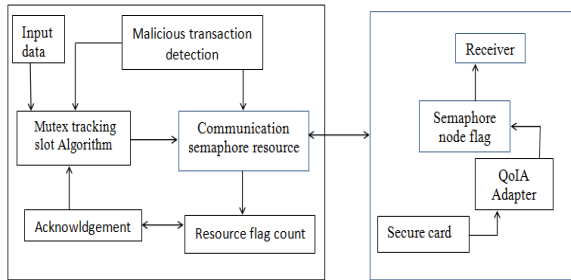 Input
data
Malicious transaction
detection
Mutex tracking
slot Algorithm
Communication
semaphore resource
Acknowldgement
Resource flag count
Receiver
Semaphore
node flag
QoIA
Adapter
Secure card